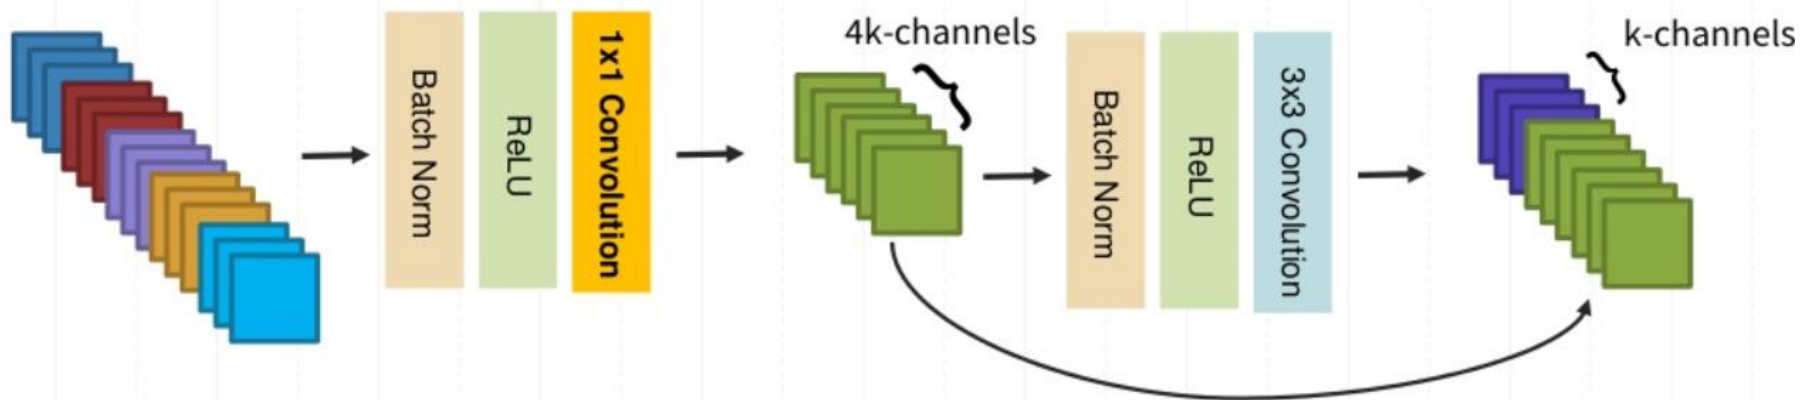 Batch Norm
ReLU
1x1 Convolution
4k-channels
Batch Norm
ReLU
3x3 Convolution
k-channels